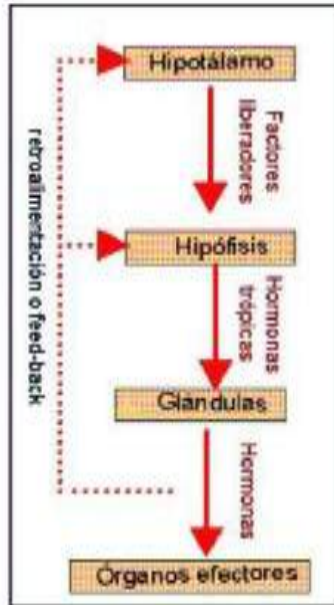 Hipotálamo
Factores
liberadores
Hipófisis
Hormonas
trópicas
Glándulas
Hormonas
Órganos efectores
retroalimentación o feed-back